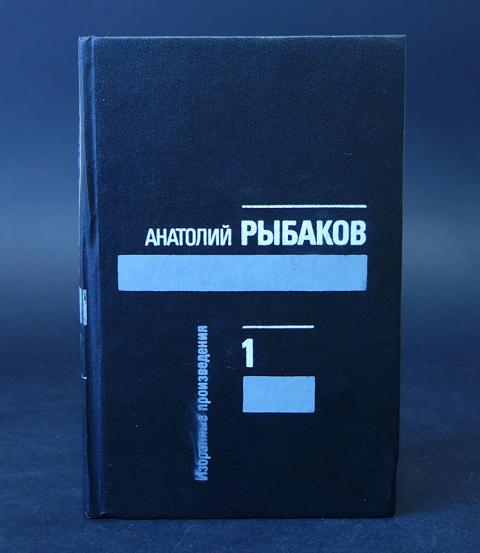 АНАТОЛИЙ РЫБАКОВ
1
Избранные произведения